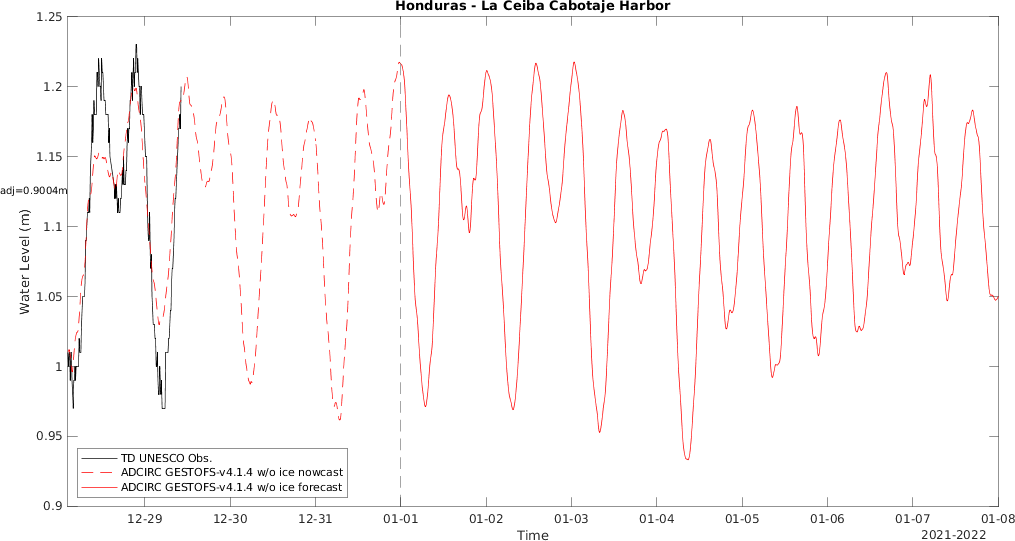 Honduras - La Ceiba Cabotaje Harbor
1.25
1.2
1.15
adj=0.9004m
1.1
1.05
1
0.95
0.9
Water Level (m)
TD UNESCO Obs.
ADCIRC GESTOFS-v4.1.4 w/o ice nowcast
ADCIRC GESTOFS-v4.1.4 w/o ice forecast
12-29 12-30 12-31 01-01 01-02 01-03 01-04 01-05 01-06 01-07 01-08
Time
2021-2022